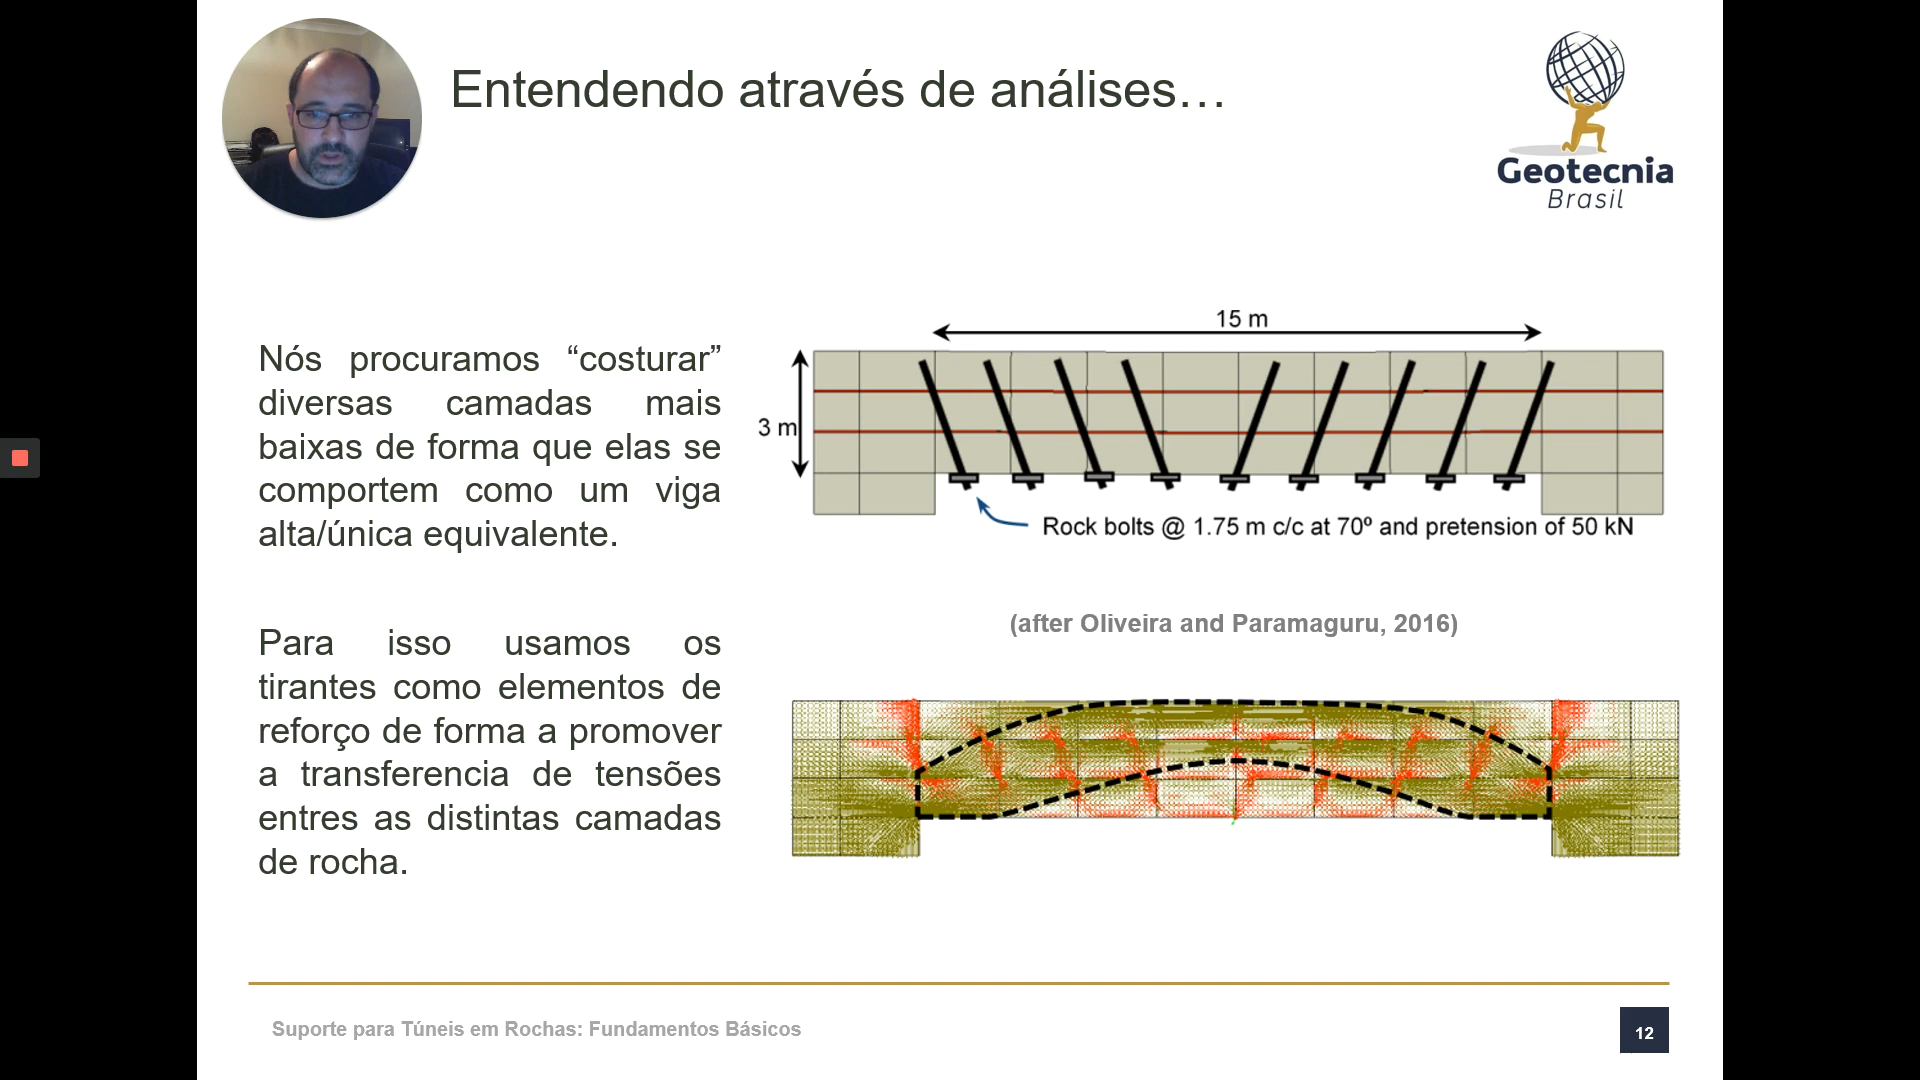 Entendendo através de análises…
Geotecnia
Brasil
Nós procuramos “costurar”
diversas camadas mais
baixas de forma que elas se
comportem como um viga
alta/única equivalente.
Para isso usamos os
tirantes como elementos de
reforço de forma a promover
a transferencia de tensões
entres as distintas camadas
de rocha.
15 m
3 m
Rock bolts @ 1.75 m c/c at 70º and pretension of 50 kN
(after Oliveira and Paramaguru, 2016)
Suporte para Túneis em Rochas: Fundamentos Básicos
12